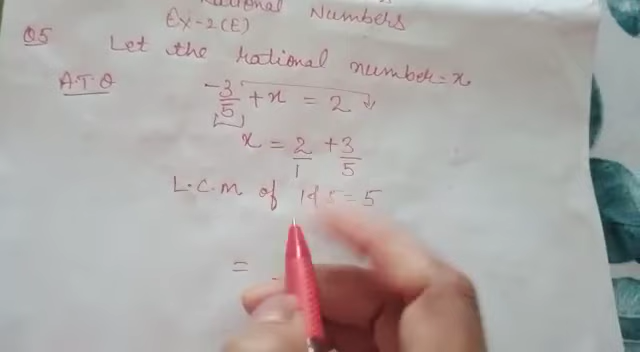 Rational Numbers
Ex-2(E)
Q5 Let the rational number = x
A.T.Q
-3/5 + x = 2
x = 2/1 + 3/5
L.C.M of 1&5 = 5
=